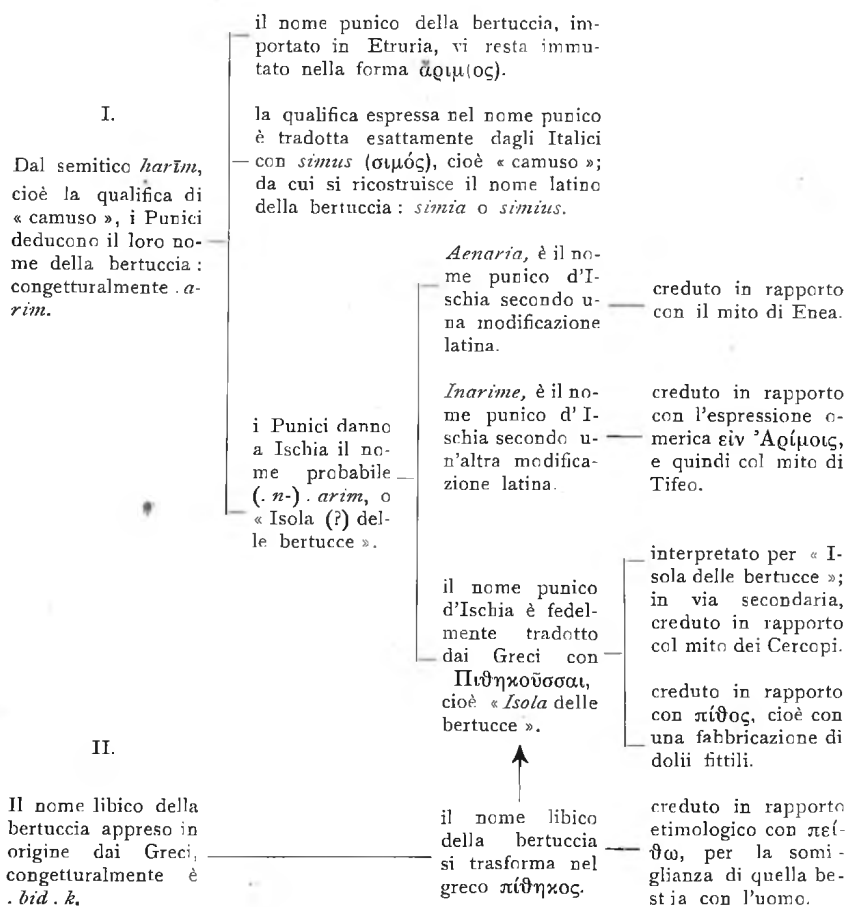 il nome punico della bertuccia, im-
portato in Etruria, vi resta immu-
tato nella forma ἄριμ(ος).
I.
Dal semitico harīm,
cioè la qualifica di
« camuso », i Punici
deducono il loro no-
me della bertuccia :
congetturalmente . a-
rim.
la qualifica espressa nel nome punico
è tradotta esattamente dagli Italici
con simus (σιμός), cioè « camuso »;
da cui si ricostruisce il nome latino
della bertuccia : simia o simius.
i Punici danno
a Ischia il no-
me probabile
(. n-) . arim, o
« Isola (?) del-
le bertucce ».
Aenaria, è il no-
me punico d'I-
schia secondo u-
na modificazione
latina.
creduto in rapporto
con il mito di Enea.
Inarime, è il no-
me punico d' I-
schia secondo u-
n'altra modifica-
zione latina.
creduto in rapporto
con l'espressione o-
merica εἰν Ἀρίμοις,
e quindi col mito di
Tifeo.
il nome punico
d'Ischia è fedel-
mente tradotto
dai Greci con
Πιθηκοῦσσαι,
cioè « Isola delle
bertucce ».
interpretato per « I-
sola delle bertucce »;
in via secondaria,
creduto in rapporto
col mito dei Cercopi.
creduto in rapporto
con πίθος, cioè con
una fabbricazione di
dolii fittili.
II.
Il nome libico della
bertuccia appreso in
origine dai Greci,
congetturalmente è
. bid . k.
il nome libico
della bertuccia
si trasforma nel
greco πίθηκος.
creduto in rapporto
etimologico con πεί-
θω, per la somi-
glianza di quella be-
stia con l'uomo.